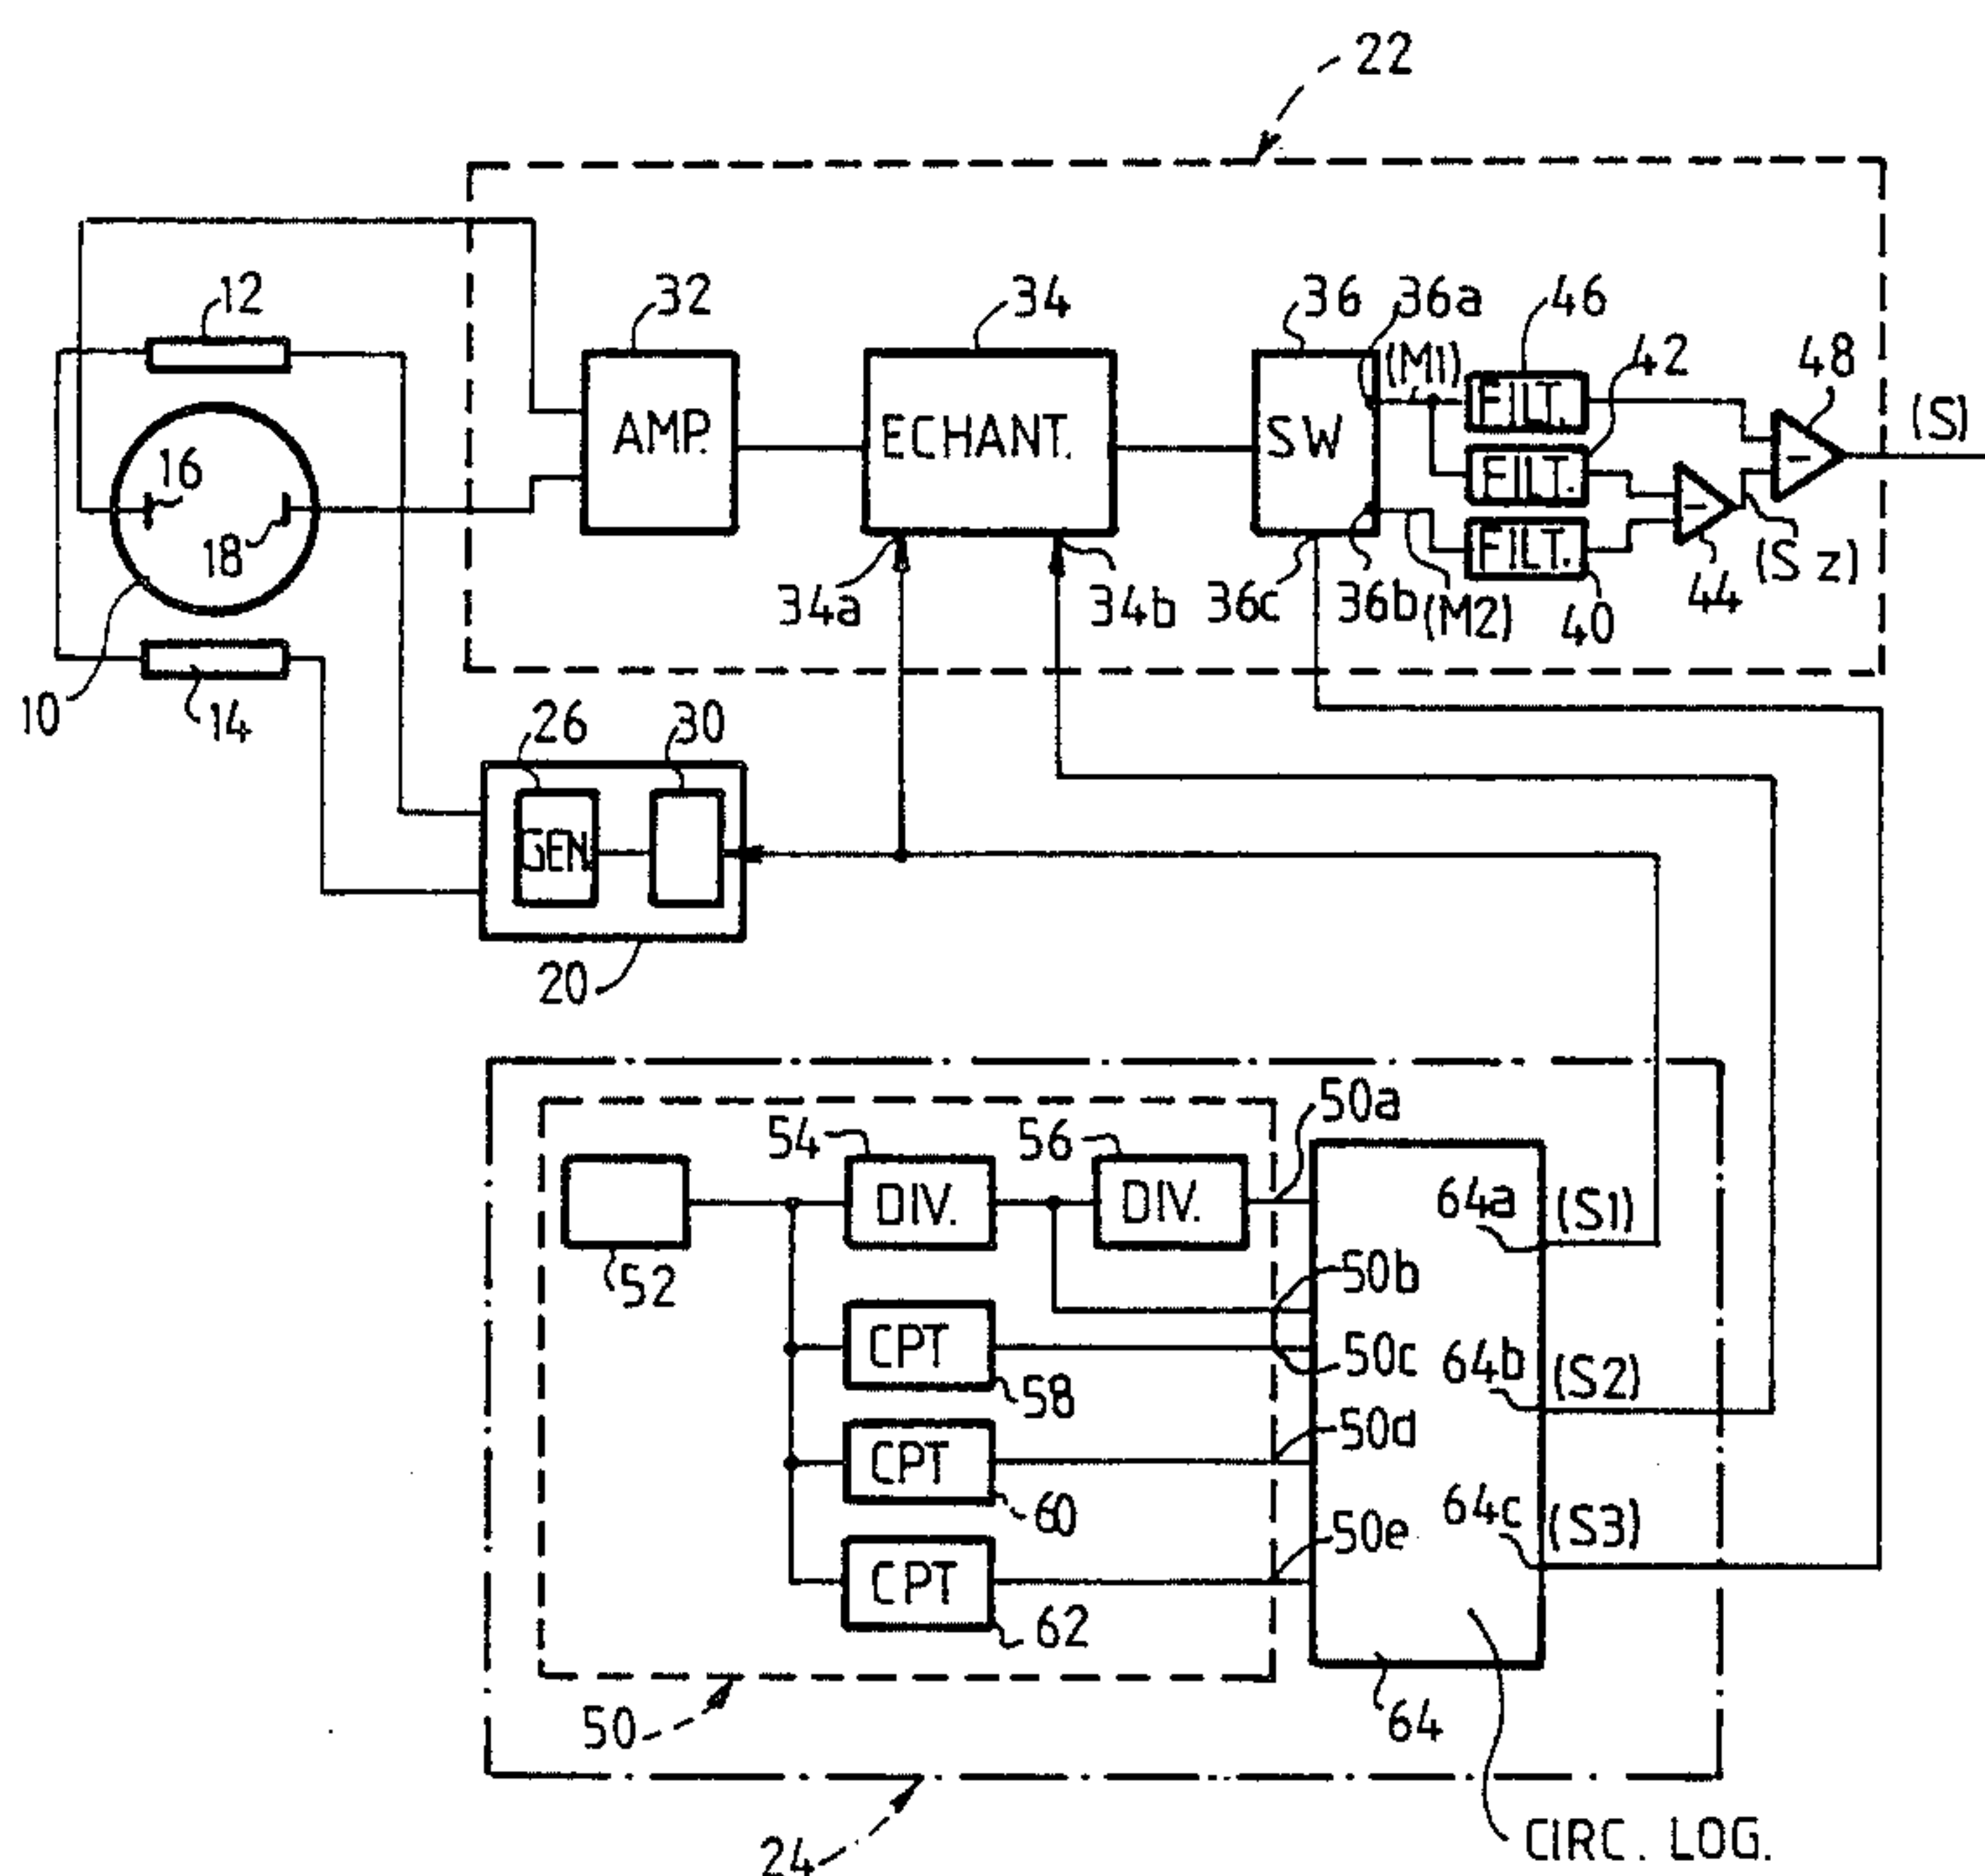 22
12
32
34
36
36a
46
42
48
(M1)
(S)
AMP.
ECHANT.
SW
FILT.
FILT.
FILT.
16
18
34a
34b
36c
36b
(M2)
40
44
(Sz)
10
14
26
30
GEN
20
54
56
50a
DIV.
DIV.
64a
(S1)
52
50b
CPT
50c
64b
(S2)
58
50d
CPT
60
64c
(S3)
50e
CPT
62
50
64
24
CIRC. LOG.